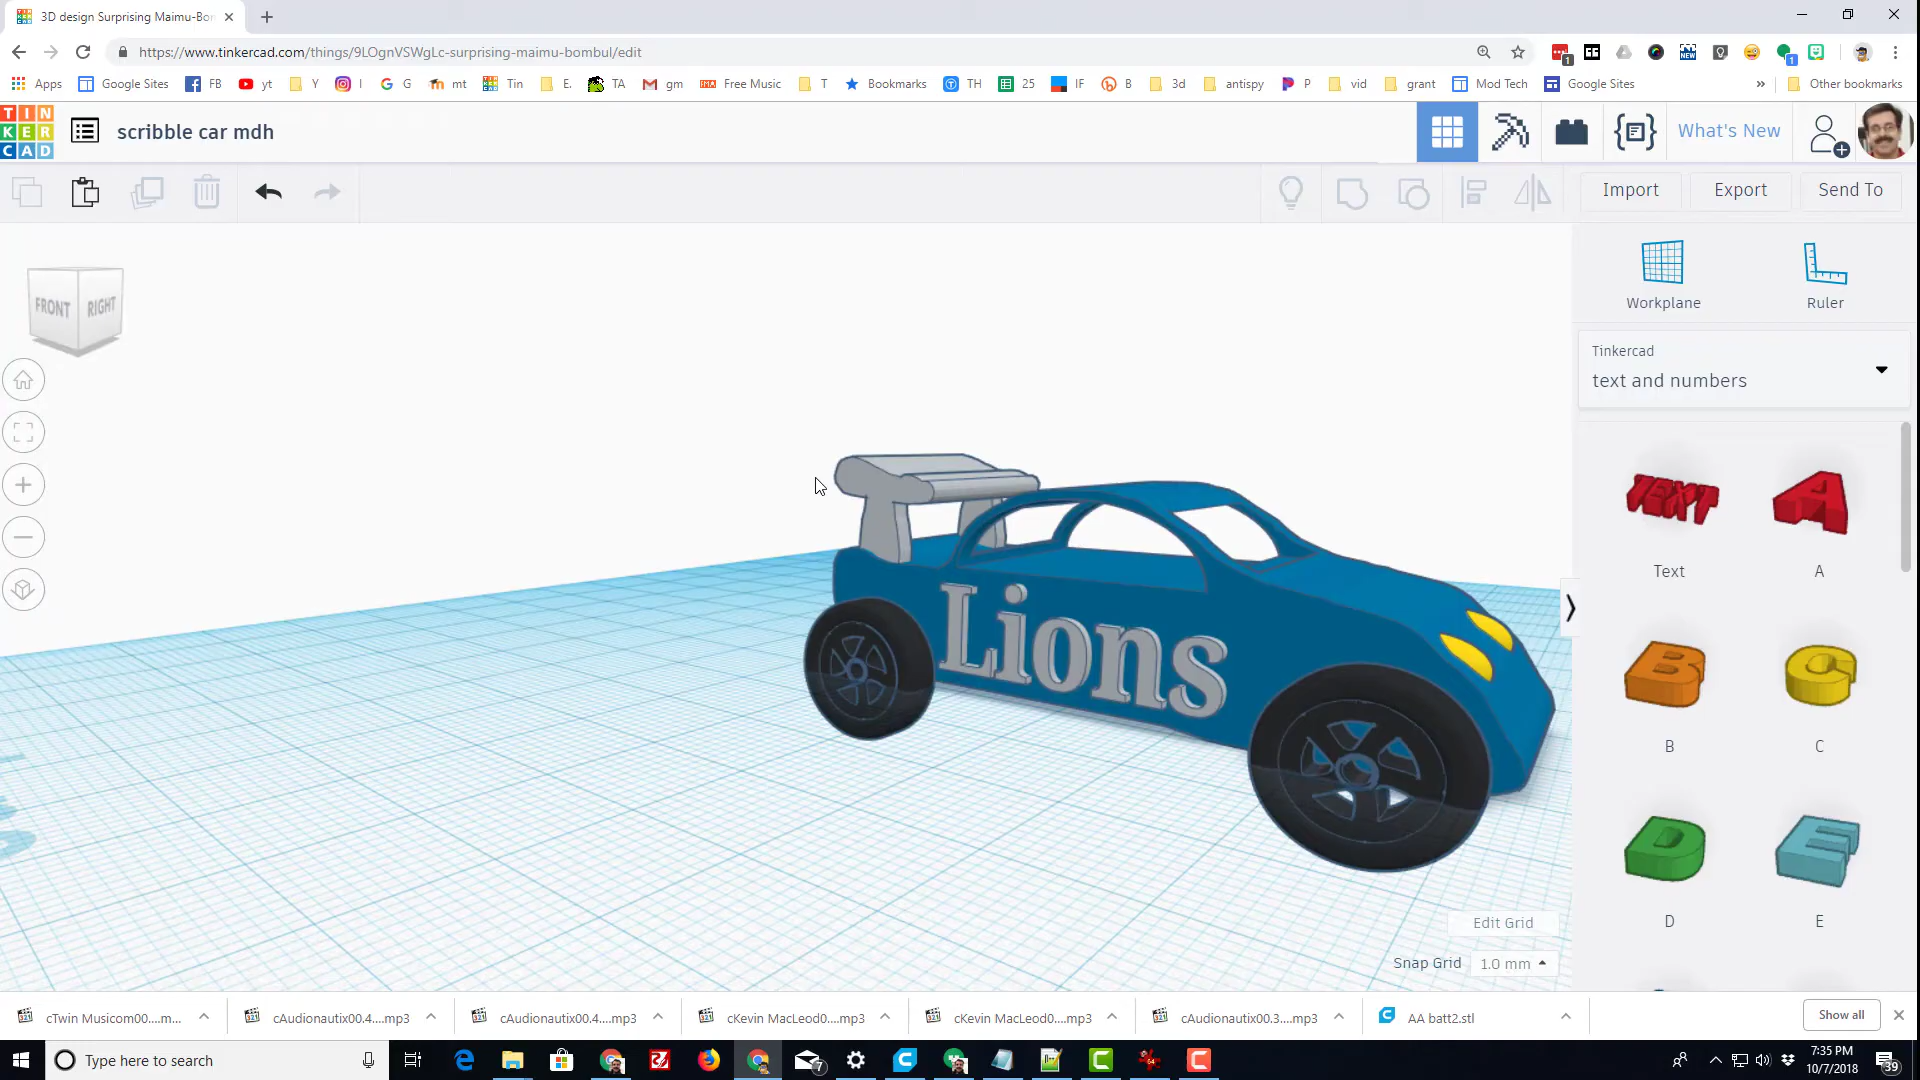 3D design Surprising Maimu-Bo
https://www.tinkercad.com/things/9LOgnVSWgLc-surprising-maimu-bombul/edit
Apps Google Sites FB yt Y I G mt Tin E. TA gm Free Music T Bookmarks TH 25 IF B 3d antispy P vid grant Mod Tech Google Sites » Other bookmarks
TIN
KER
CAD
scribble car mdh
What's New
Import Export Send To
FRONT RIGHT
Workplane Ruler
Tinkercad
text and numbers
TEXT A
Text A
B C
B C
D E
D E
Lions
Edit Grid
Snap Grid 1.0 mm
cTwin Musicom00....m... cAudionautix00.4....mp3 cAudionautix00.4....mp3 cKevin MacLeod0....mp3 cKevin MacLeod0....mp3 cAudionautix00.3....mp3 AA batt2.stl Show all
Type here to search
7:35 PM
10/7/2018
39